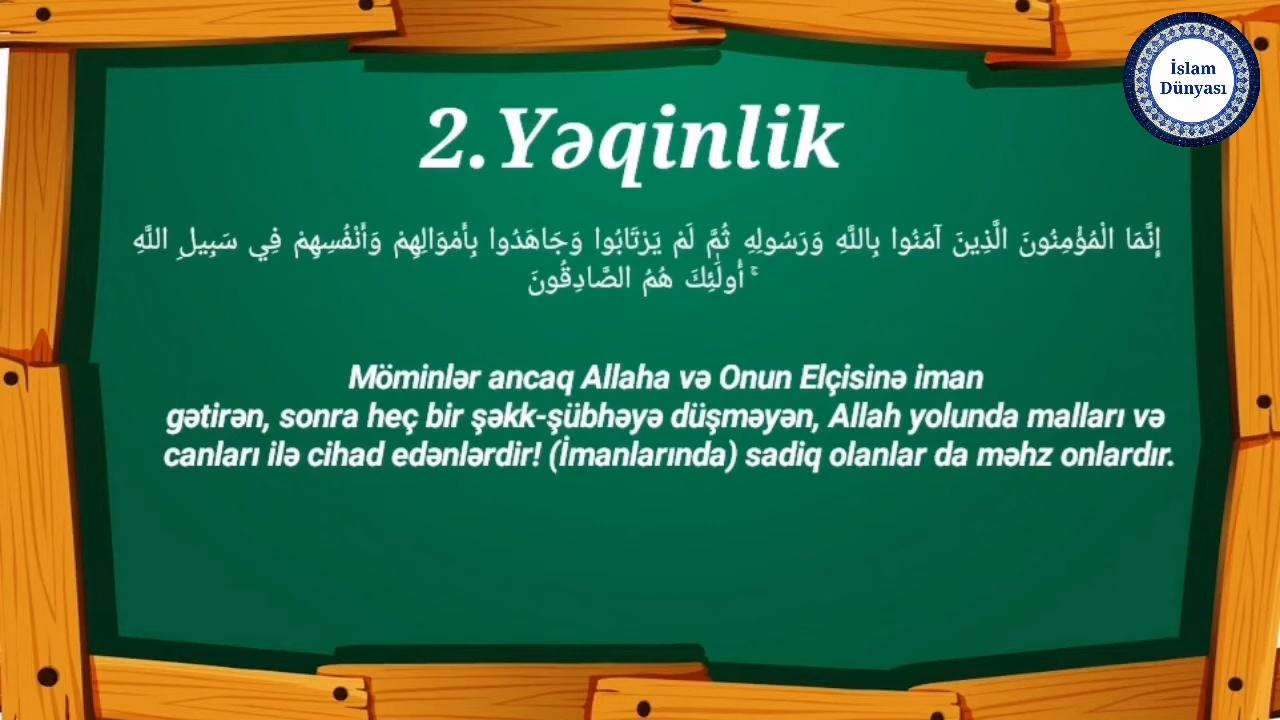 İslam
Dünyası
2.Yəqinlik
إِنَّمَا الْمُؤْمِنُونَ الَّذِينَ آمَنُوا بِاللَّهِ وَرَسُولِهِ ثُمَّ لَمْ يَرْتَابُوا وَجَاهَدُوا بِأَمْوَالِهِمْ وَأَنْفُسِهِمْ فِي سَبِيلِ اللَّهِ
ۚ أُولَٰئِكَ هُمُ الصَّادِقُونَ
Möminlər ancaq Allaha və Onun Elçisinə iman
gətirən, sonra heç bir şəkk-şübhəyə düşməyən, Allah yolunda malları və
canları ilə cihad edənlərdir! (İmanlarında) sadiq olanlar da məhz onlardır.